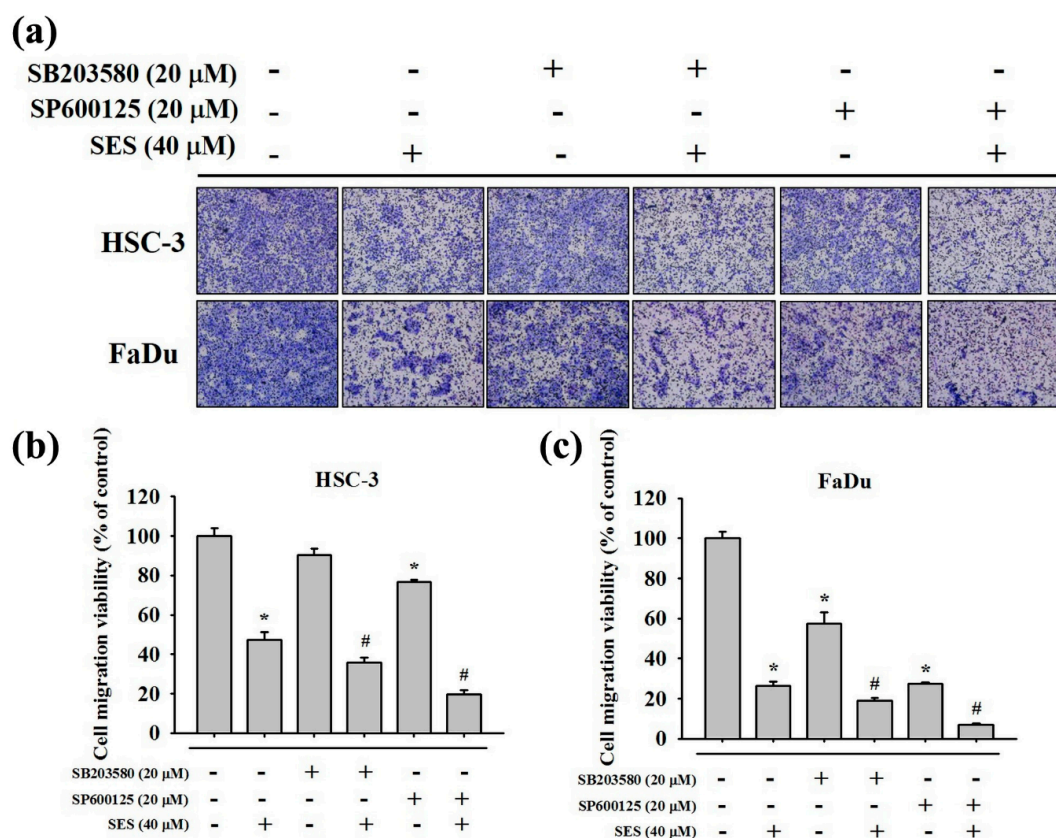 (a)
SB203580 (20 μM) - - + + - -
SP600125 (20 μM) - - - - + +
SES (40 μM) - + - + - +
HSC-3
FaDu
(b)
HSC-3
Cell migration viability (% of control)
120
100
80
60
40
20
0
*
#
*
#
SB203580 (20 μM) - - + + - -
SP600125 (20 μM) - - - - + +
SES (40 μM) - + - + - +
(c)
FaDu
Cell migration viability (% of control)
120
100
80
60
40
20
0
*
*
#
*
#
SB203580 (20 μM) - - + + - -
SP600125 (20 μM) - - - - + +
SES (40 μM) - + - + - +